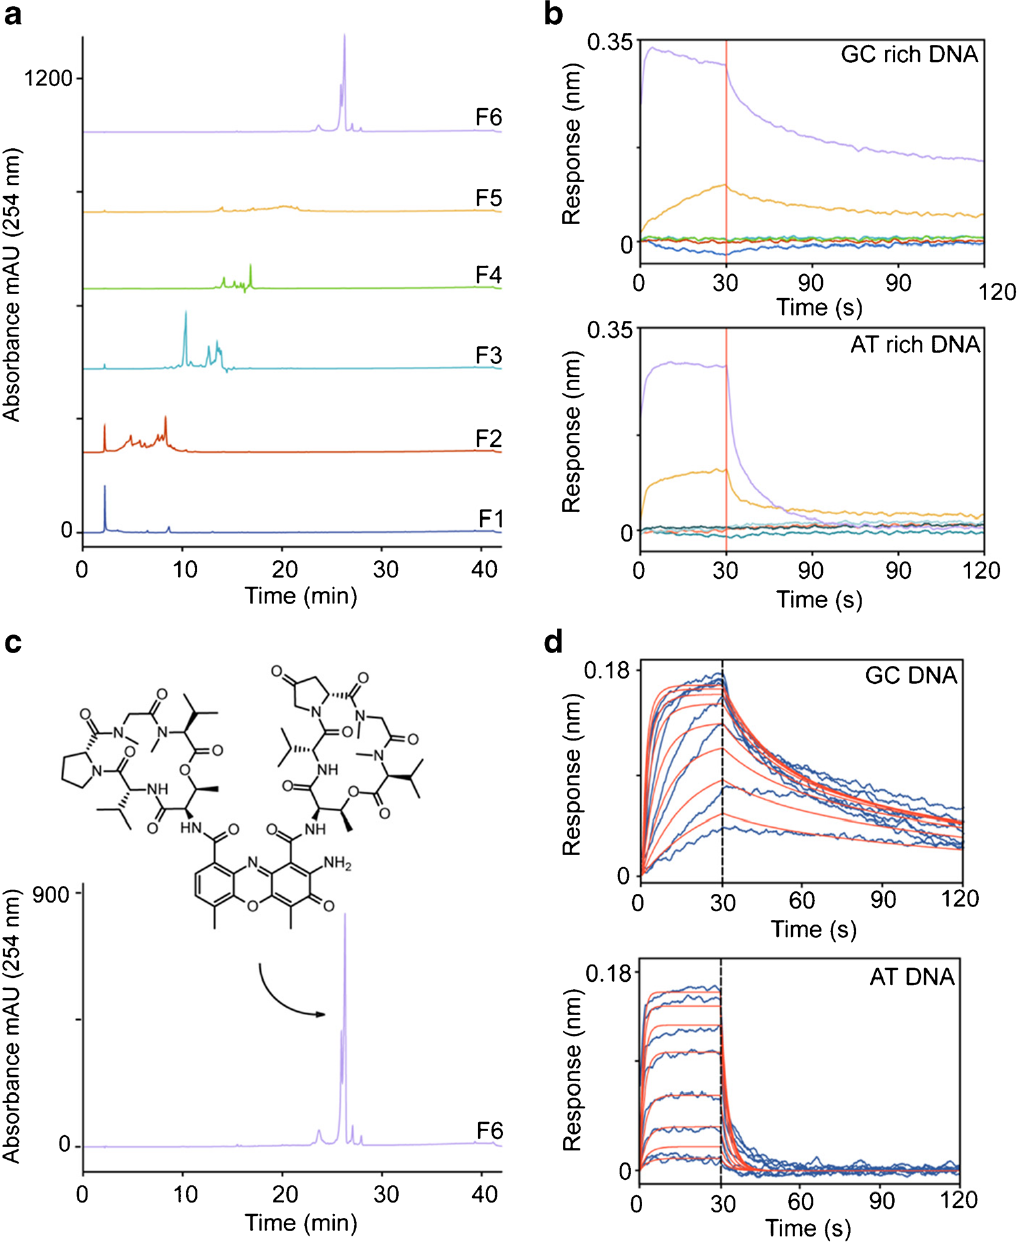 a
Absorbance mAU (254 nm)
1200
0
F6
F5
F4
F3
F2
F1
0 10 20 30 40
Time (min)
b
Response (nm)
0.35
0
GC rich DNA
0 30 90 90 120
Time (s)
Response (nm)
0.35
0
AT rich DNA
0 30 90 90 120
Time (s)
c
O
O
O
N
N
O
O
N
O
O
NH
O
HN
O
O
O
N
N
O
O
N
O
NH
O
O
O
HN
O
N
NH2
O
O
Absorbance mAU (254 nm)
900
0
F6
0 10 20 30 40
Time (min)
d
Response (nm)
0.18
0
GC DNA
0 30 60 90 120
Time (s)
Response (nm)
0.18
0
AT DNA
0 30 60 90 120
Time (s)